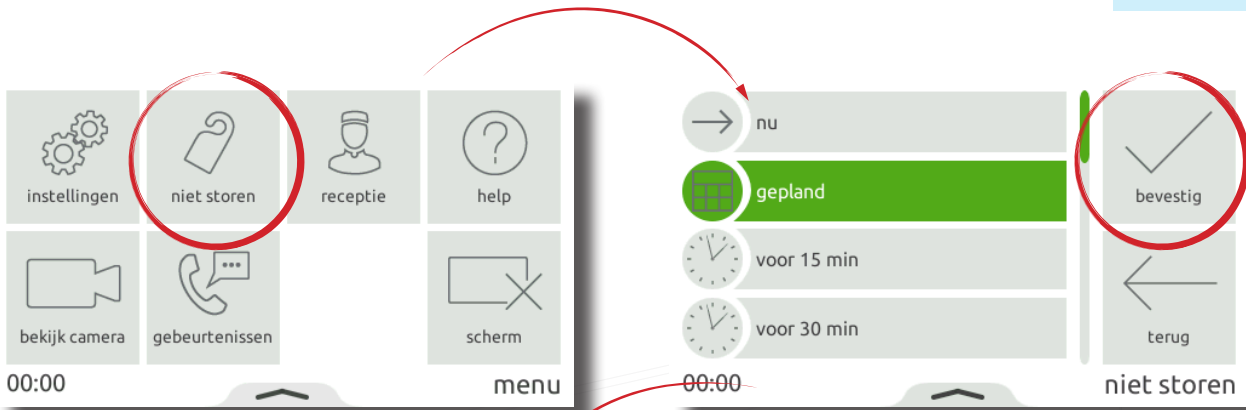 instellingen
niet storen
receptie
help
bekijk camera
gebeurtenissen
scherm
00:00
menu
nu
gepland
voor 15 min
voor 30 min
bevestig
terug
00:00
niet storen